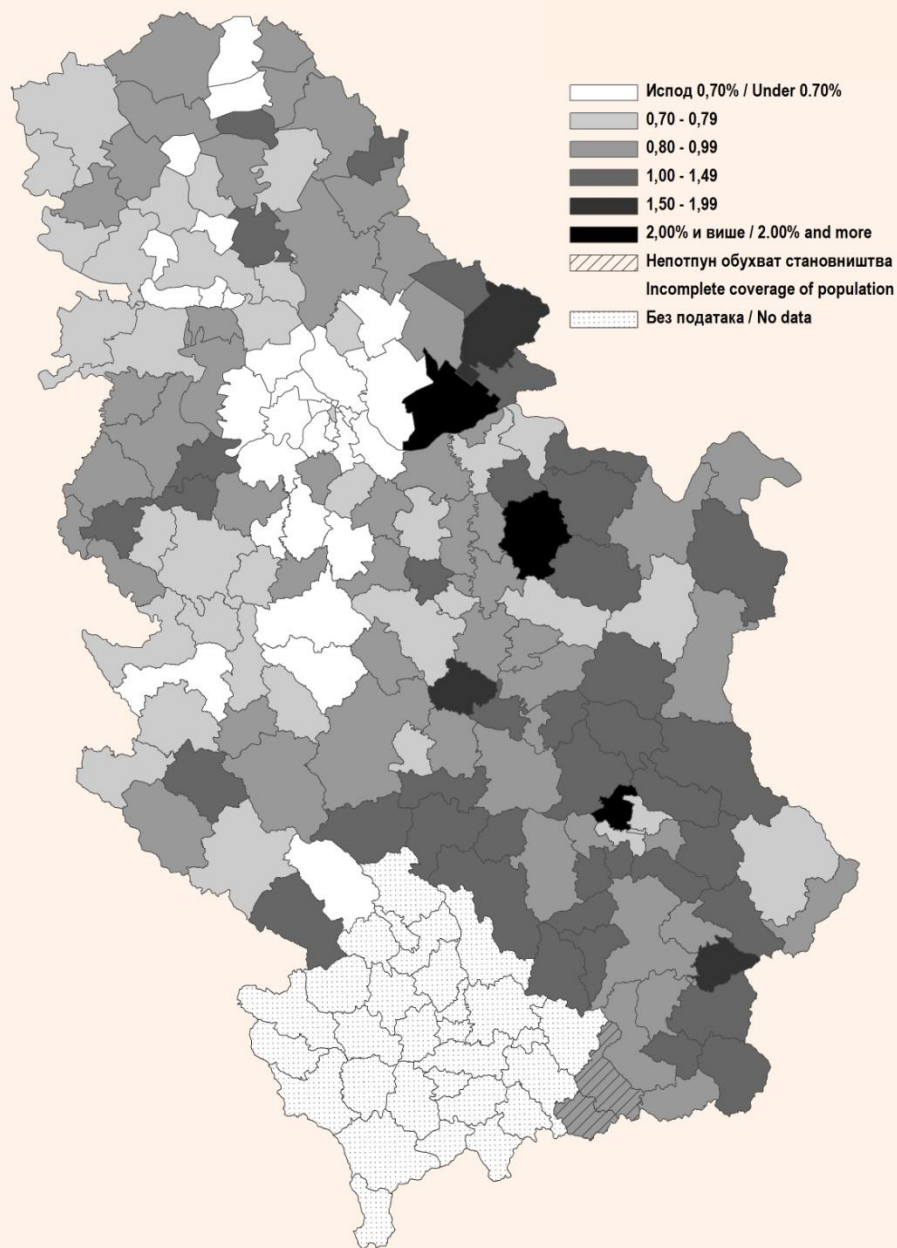 Испод 0,70% / Under 0.70%
0,70 - 0,79
0,80 - 0,99
1,00 - 1,49
1,50 - 1,99
2,00% и више / 2.00% and more
Непотпун обухват становништва
Incomplete coverage of population
Без података / No data